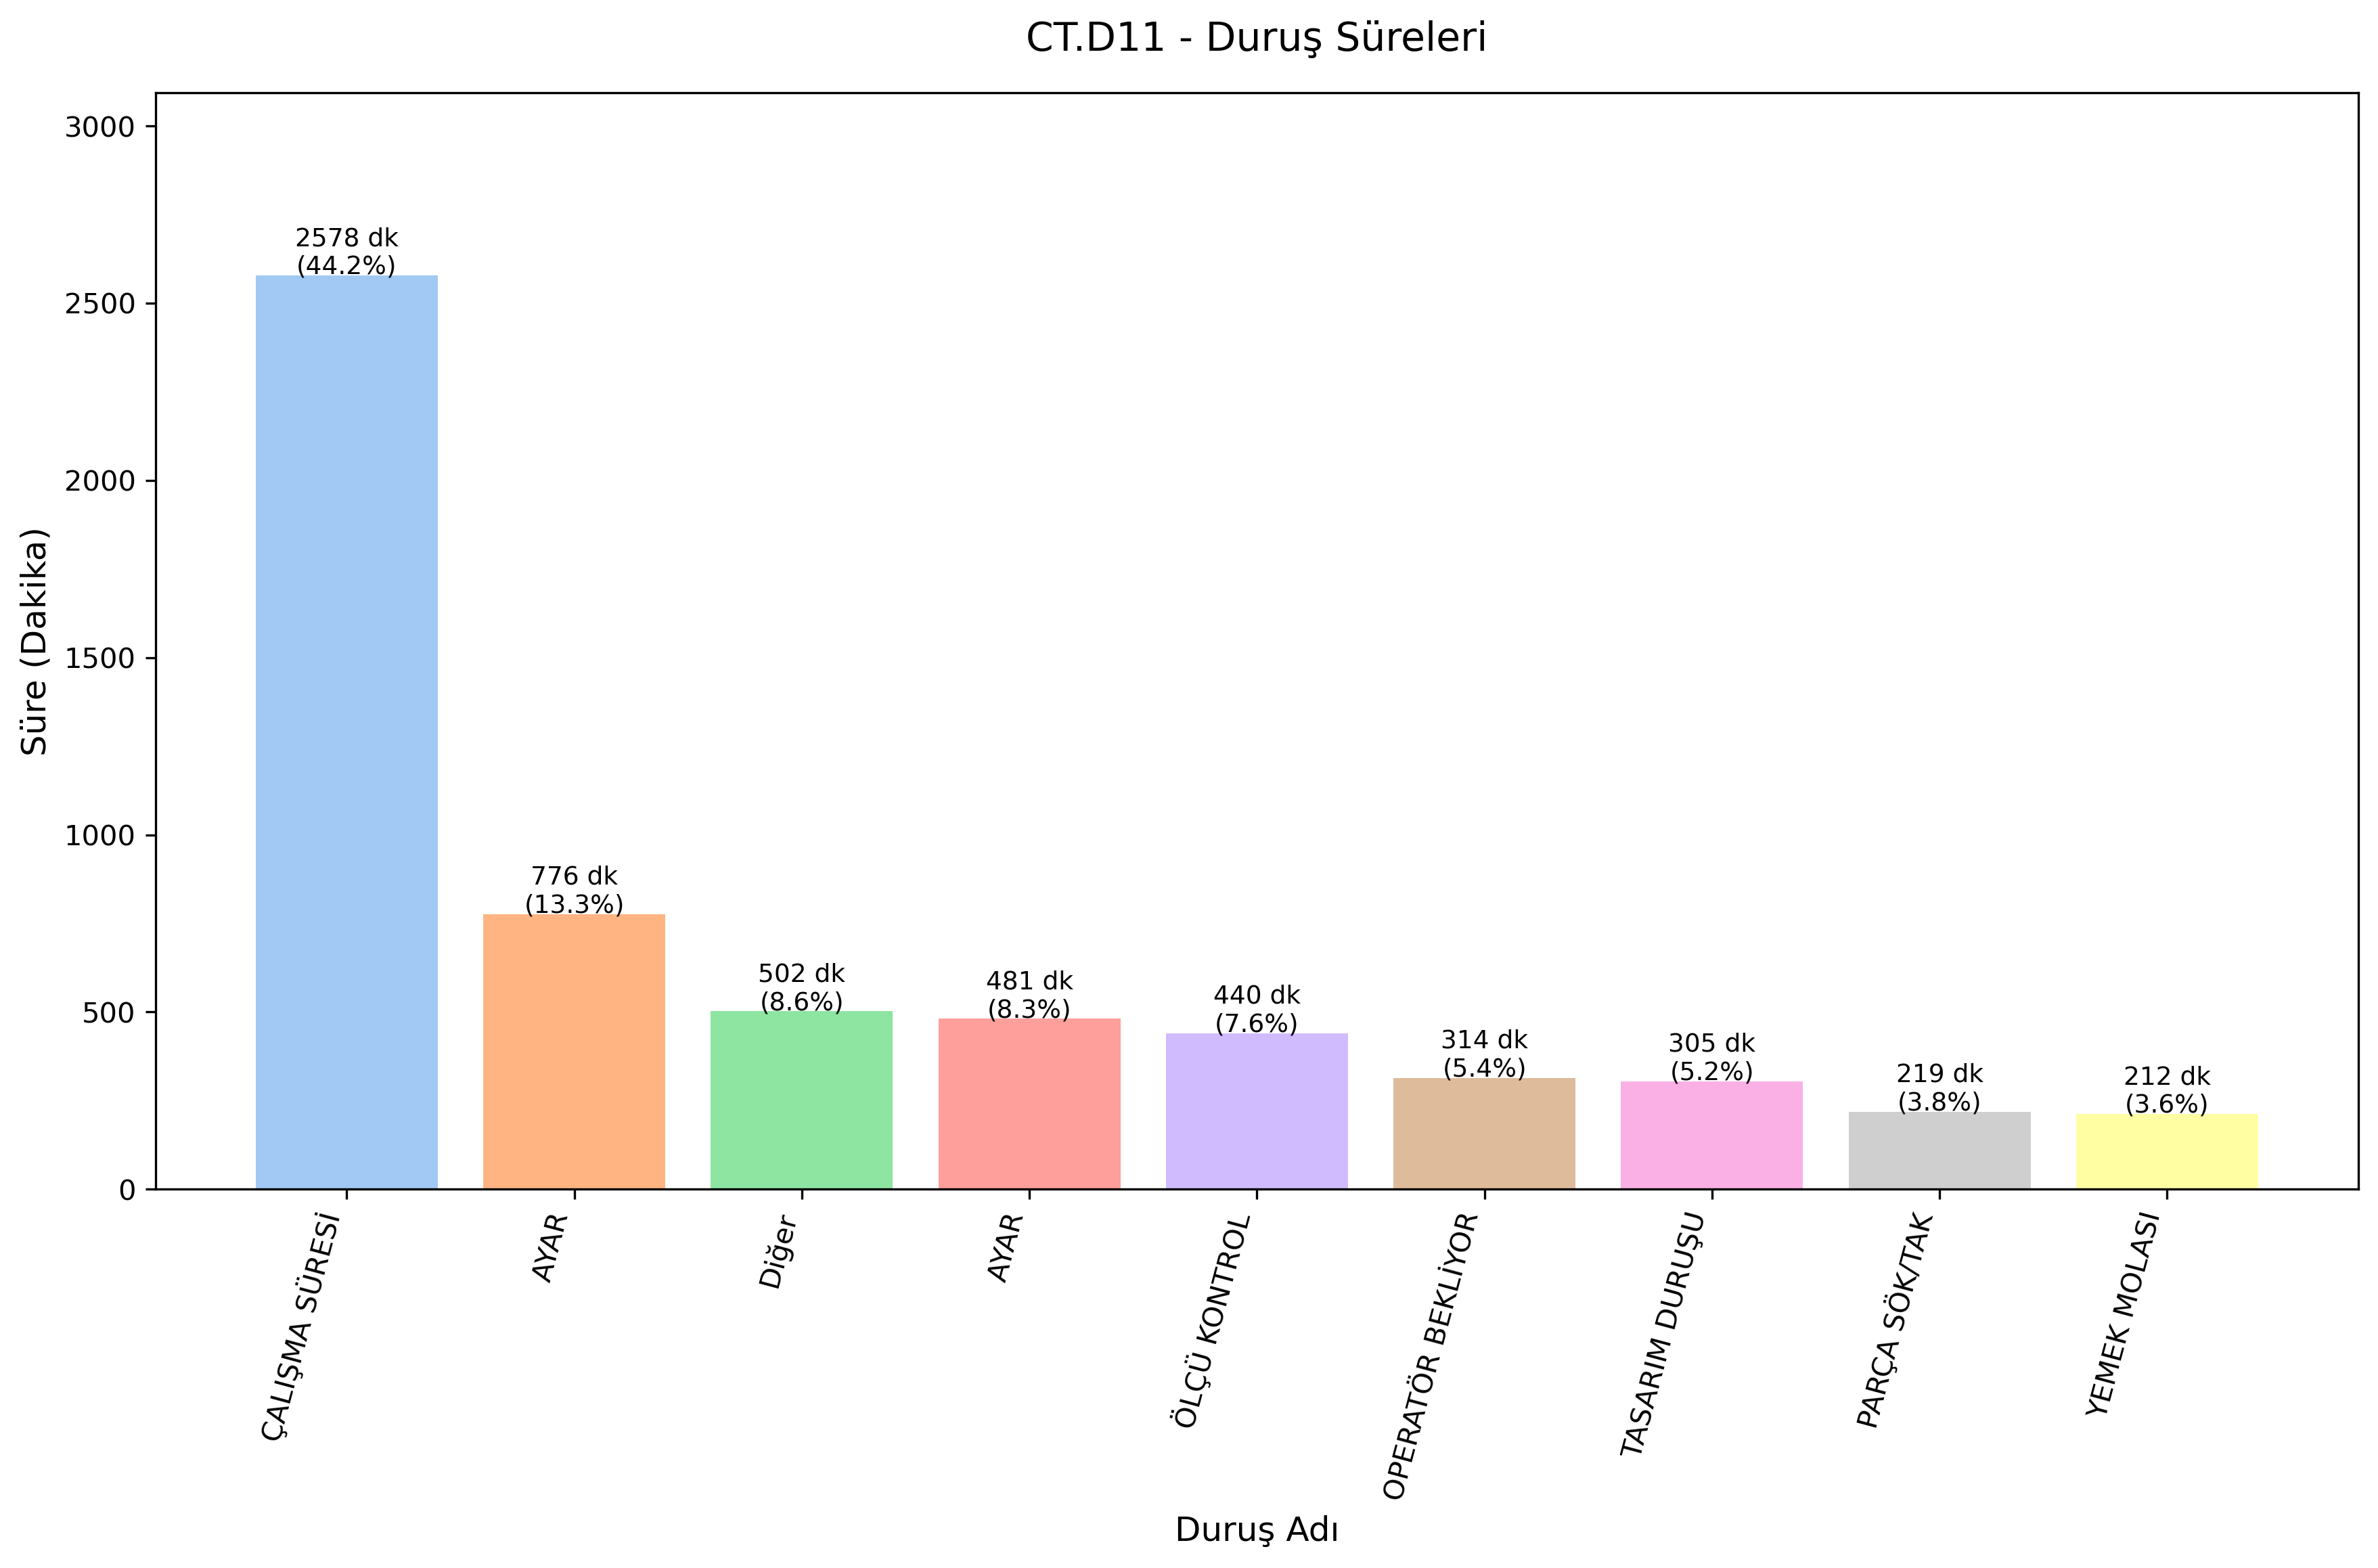 CT.D11 - Duruş Süreleri
Süre (Dakika)
3000
2500
2000
1500
1000
500
0
2578 dk
(44.2%)
776 dk
(13.3%)
502 dk
(8.6%)
481 dk
(8.3%)
440 dk
(7.6%)
314 dk
(5.4%)
305 dk
(5.2%)
219 dk
(3.8%)
212 dk
(3.6%)
ÇALIŞMA SÜRESİ
AYAR
Diğer
AYAR
ÖLÇÜ KONTROL
OPERATÖR BEKLİYOR
TASARIM DURUŞU
PARÇA SÖK/TAK
YEMEK MOLASI
Duruş Adı